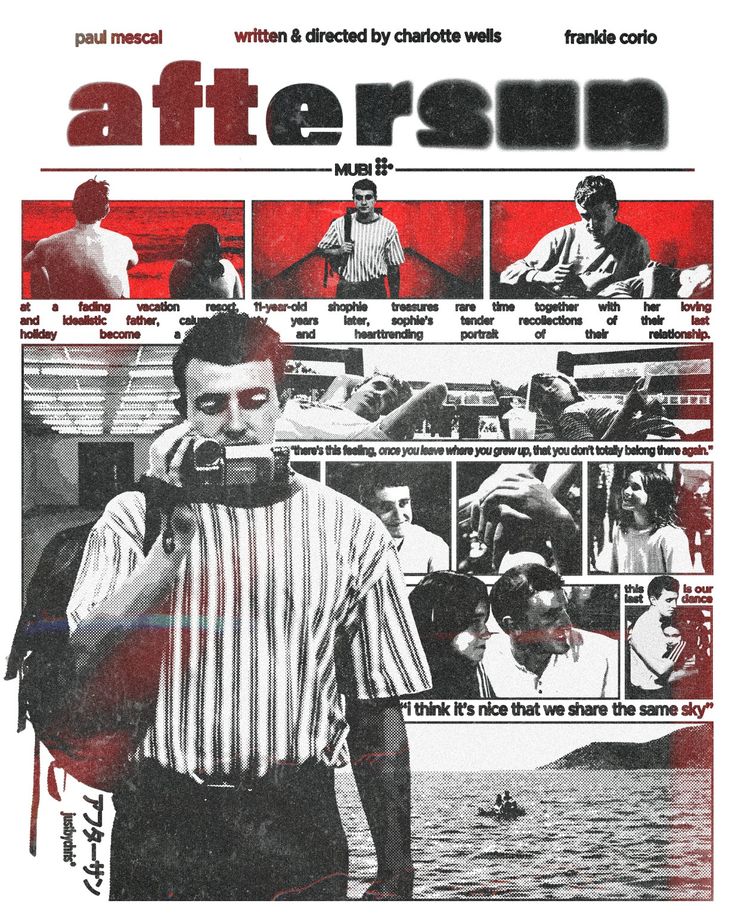 paul mescal
written & directed by charlotte wells
frankie corio
aftersun
MUBI
at a fading vacation resort, 11-year-old shophie treasures rare time together with her loving
and idealistic father, years later, sophie's tender recollections of their last
holiday become a and hearttrending portrait of their relationship.
"there's this feeling, once you leave where you grew up, that you don't totally belong there again."
this is our
last dance
"i think it's nice that we share the same sky"
アフターサン
justbychris®